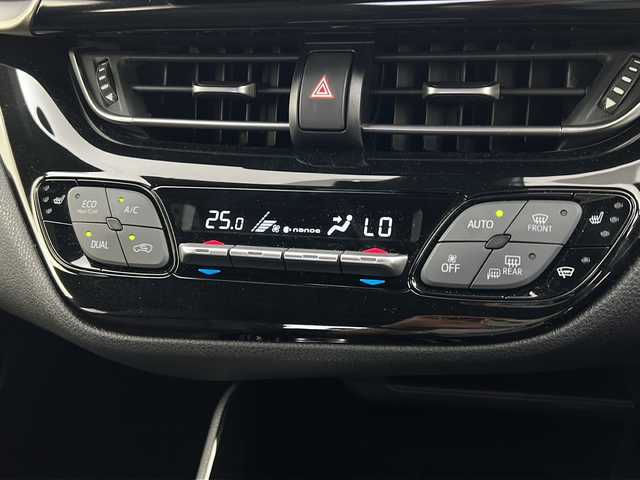 ECO
A/C
DUAL
25.0
nanoe
LO
AUTO
FRONT
OFF
REAR